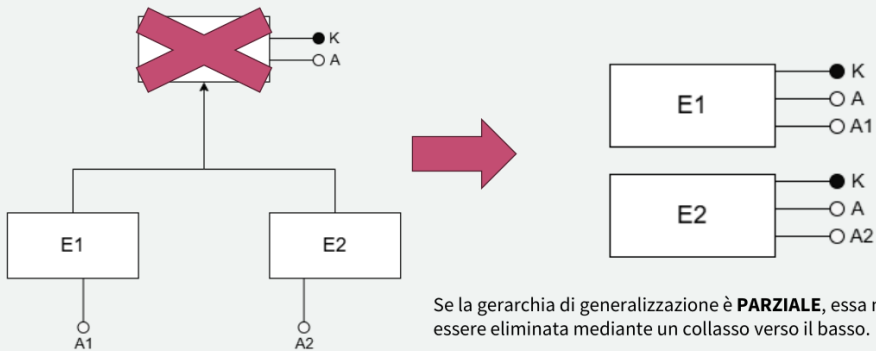 K
A
E1
E2
A1
A2
E1
K
A
A1
E2
K
A
A2
Se la gerarchia di generalizzazione è PARZIALE, essa
essere eliminata mediante un collasso verso il basso.